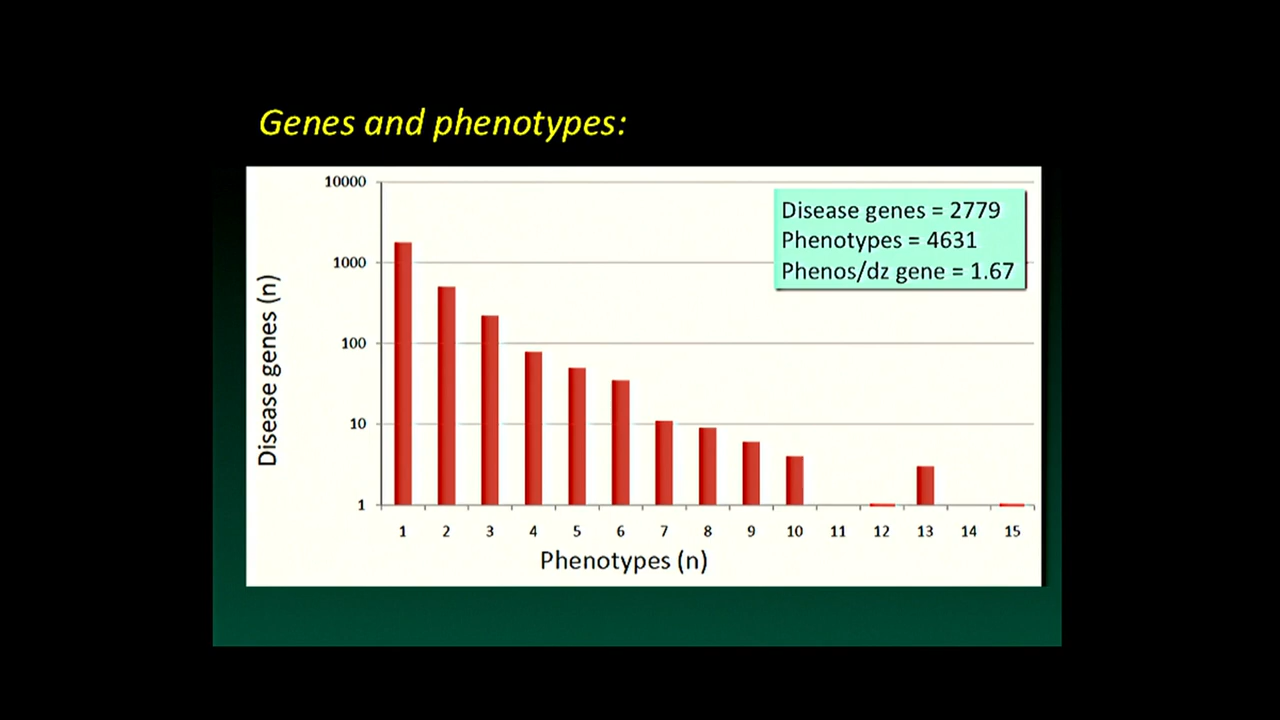 Genes and phenotypes:
Disease genes = 2779
Phenotypes = 4631
Phenos/dz gene = 1.67
Disease genes (n)
10000
1000
100
10
1
1 2 3 4 5 6 7 8 9 10 11 12 13 14 15
Phenotypes (n)